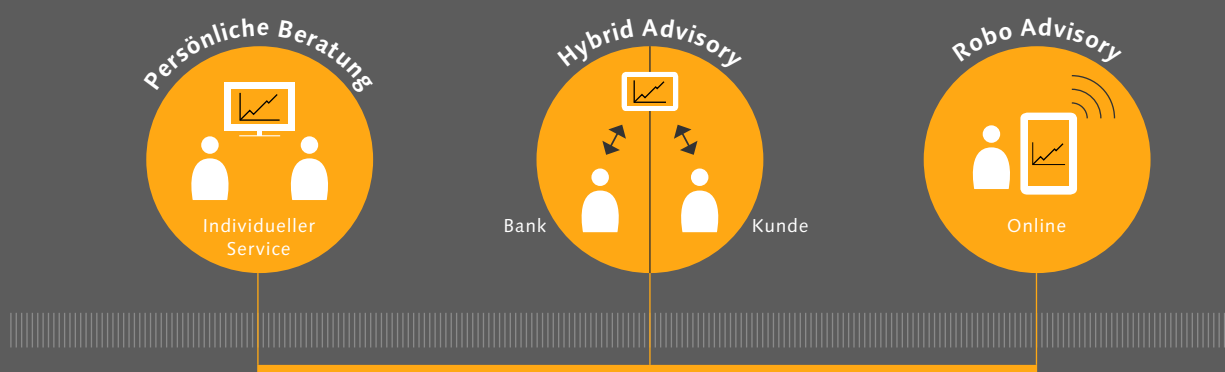 Persönliche Beratung
Individueller
Service
Hybrid Advisory
Bank
Kunde
Robo Advisory
Online